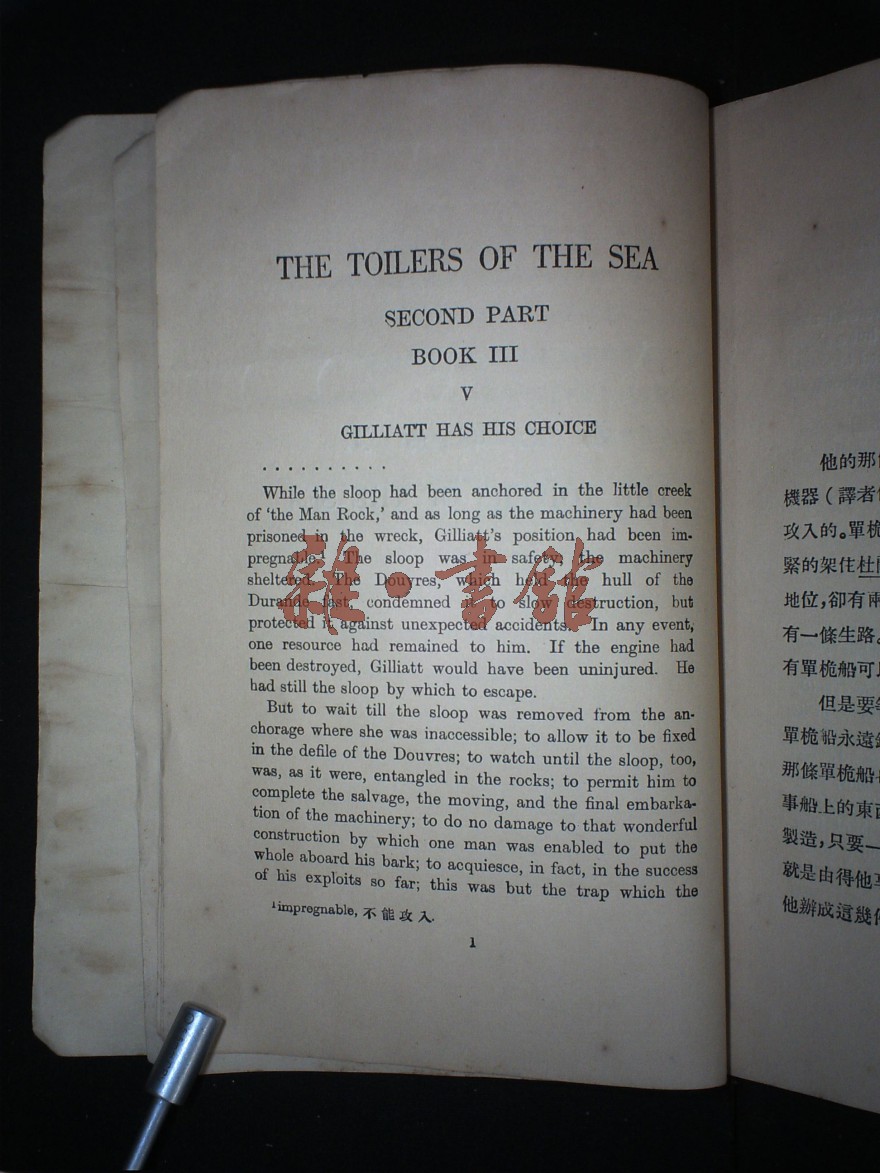 THE TOILERS OF THE SEA
SECOND PART
BOOK III
V
GILLIATT HAS HIS CHOICE
. . . . . . . . . .
While the sloop had been anchored in the little creek
of 'the Man Rock,' and as long as the machinery had been
prisoned in the wreck, Gilliatt's position had been im-
pregnable.¹ The sloop was in safety, the machinery
sheltered. The Douvres, which held the hull of the
Durande fast, condemned it to slow destruction, but
protected it against unexpected accidents. In any event,
one resource had remained to him. If the engine had
been destroyed, Gilliatt would have been uninjured. He
had still the sloop by which to escape.
But to wait till the sloop was removed from the an-
chorage where she was inaccessible; to allow it to be fixed
in the defile of the Douvres; to watch until the sloop, too,
was, as it were, entangled in the rocks; to permit him to
complete the salvage, the moving, and the final embarka-
tion of the machinery; to do no damage to that wonderful
construction by which one man was enabled to put the
whole aboard his bark; to acquiesce, in fact, in the success
of his exploits so far; this was but the trap which the
¹impregnable, 不能攻入.
1
雜·書館
他的那
機器(譯者
攻入的。單桅
緊的架住杜
地位,卻有兩
有一條生路。
有單桅船可
但是要
單桅船永遠
那條單桅船
事船上的東西
製造,只要一
就是由得他
他辦成這幾